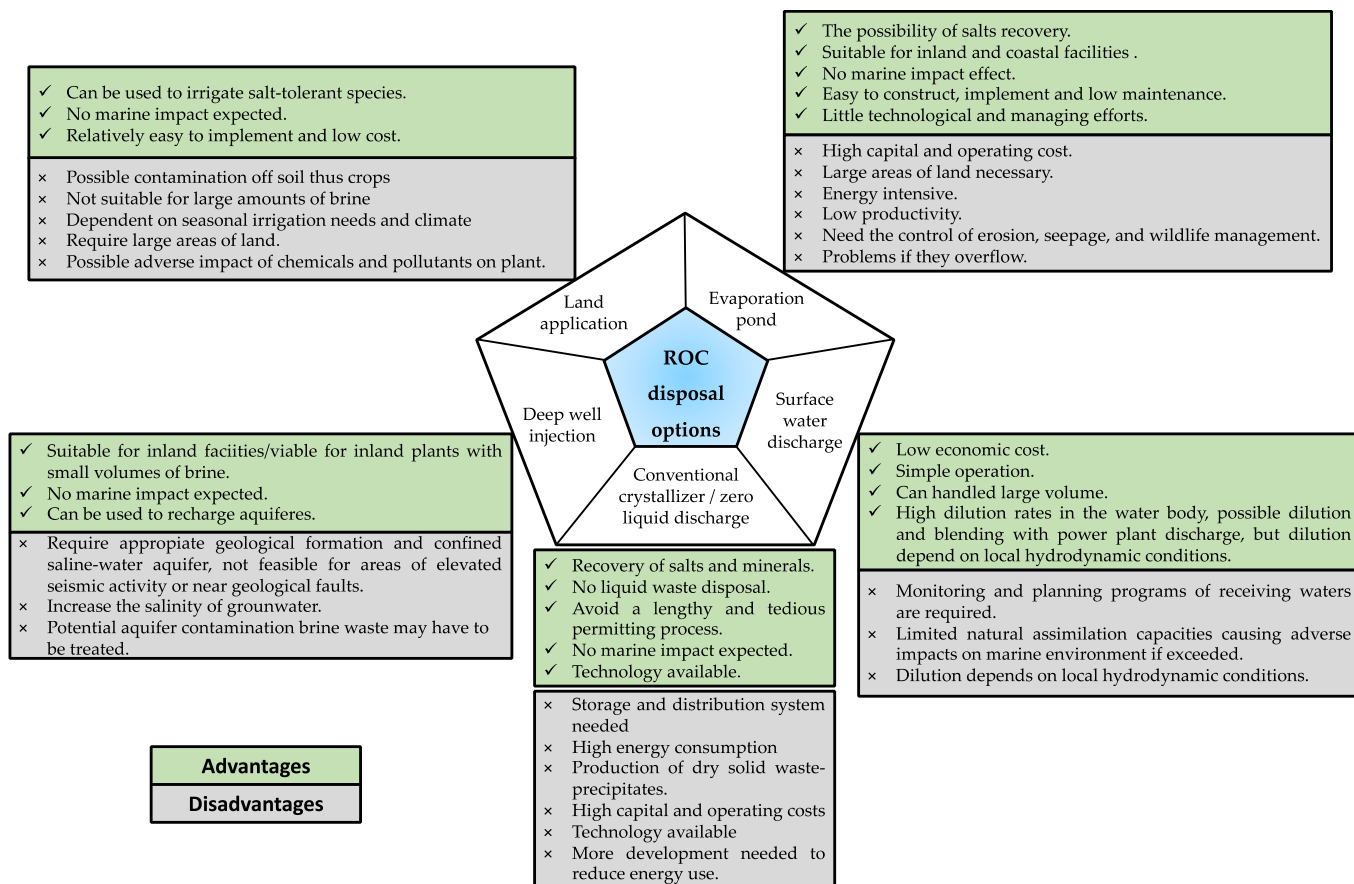 ✓ The possibility of salts recovery.
✓ Suitable for inland and coastal facilities .
✓ No marine impact effect.
✓ Easy to construct, implement and low maintenance.
✓ Little technological and managing efforts.
× High capital and operating cost.
× Large areas of land necessary.
× Energy intensive.
× Low productivity.
× Need the control of erosion, seepage, and wildlife management.
× Problems if they overflow.
✓ Can be used to irrigate salt-tolerant species.
✓ No marine impact expected.
✓ Relatively easy to implement and low cost.
× Possible contamination off soil thus crops
× Not suitable for large amounts of brine
× Dependent on seasonal irrigation needs and climate
× Require large areas of land.
× Possible adverse impact of chemicals and pollutants on plant.
Land
application
Evaporation
pond
ROC
disposal
options
Deep well
injection
Surface
water
discharge
Conventional
crystallizer / zero
liquid discharge
✓ Suitable for inland faciities/viable for inland plants with
small volumes of brine.
✓ No marine impact expected.
✓ Can be used to recharge aquiferes.
× Require appropiate geological formation and confined
saline-water aquifer, not feasible for areas of elevated
seismic activity or near geological faults.
× Increase the salinity of grounwater.
× Potential aquifer contamination brine waste may have to
be treated.
✓ Low economic cost.
✓ Simple operation.
✓ Can handled large volume.
✓ High dilution rates in the water body, possible dilution
and blending with power plant discharge, but dilution
depend on local hydrodynamic conditions.
× Monitoring and planning programs of receiving waters
are required.
× Limited natural assimilation capacities causing adverse
impacts on marine environment if exceeded.
× Dilution depends on local hydrodynamic conditions.
✓ Recovery of salts and minerals.
✓ No liquid waste disposal.
✓ Avoid a lengthy and tedious
permitting process.
✓ No marine impact expected.
✓ Technology available.
× Storage and distribution system
needed
× High energy consumption
× Production of dry solid waste-
precipitates.
× High capital and operating costs
× Technology available
× More development needed to
reduce energy use.
Advantages
Disadvantages